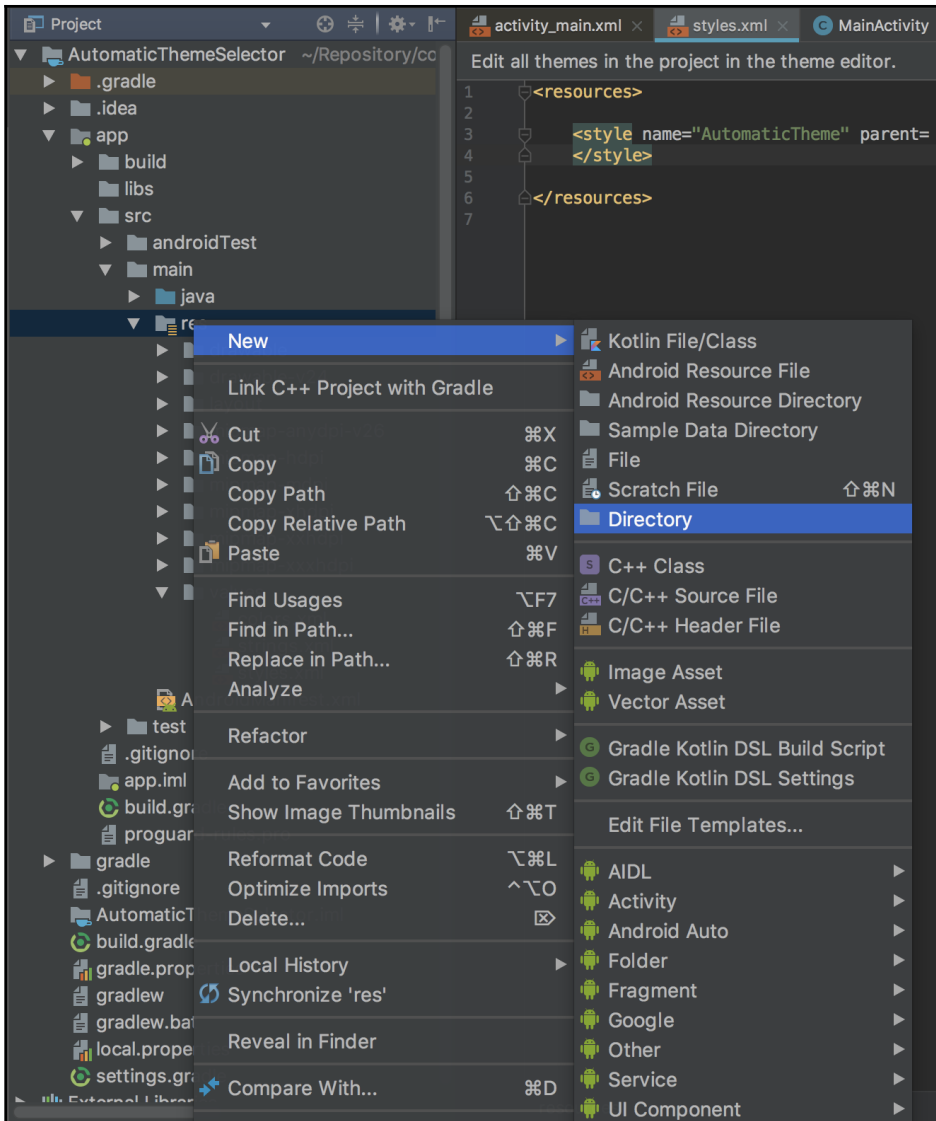 Project
AutomaticThemeSelector ~/Repository/co
.gradle
.idea
app
build
libs
src
androidTest
main
java
re
test
.gitigno
app.iml
build.gra
proguar
gradle
.gitignore
AutomaticT
build.gradle
gradle.prop
gradlew
gradlew.bat
local.prope
settings.gra
External Librar
activity_main.xml
styles.xml
MainActivity
Edit all themes in the project in the theme editor.
1 <resources>
2
3 <style name="AutomaticTheme" parent=
4 </style>
5
6 </resources>
7
New
Link C++ Project with Gradle
Cut ⌘X
Copy ⌘C
Copy Path ⇧⌘C
Copy Relative Path ⌥⇧⌘C
Paste ⌘V
Find Usages ⌥F7
Find in Path... ⇧⌘F
Replace in Path... ⇧⌘R
Analyze
Refactor
Add to Favorites
Show Image Thumbnails ⇧⌘T
Reformat Code ⌥⌘L
Optimize Imports ^⌥O
Delete... ⌦
Local History
Synchronize 'res'
Reveal in Finder
Compare With... ⌘D
Kotlin File/Class
Android Resource File
Android Resource Directory
Sample Data Directory
File
Scratch File ⇧⌘N
Directory
C++ Class
C/C++ Source File
C/C++ Header File
Image Asset
Vector Asset
Gradle Kotlin DSL Build Script
Gradle Kotlin DSL Settings
Edit File Templates...
AIDL
Activity
Android Auto
Folder
Fragment
Google
Other
Service
UI Component